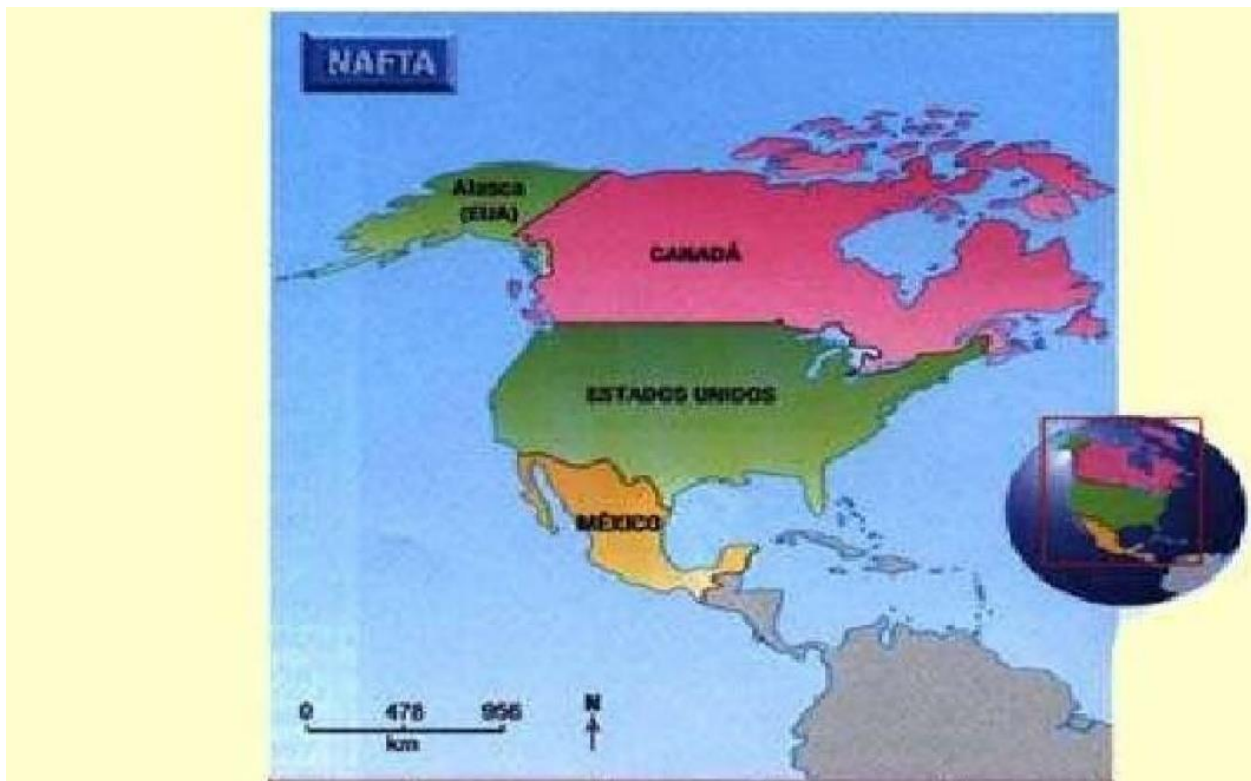 NAFTA
Alasca
(EUA)
CANADÁ
ESTADOS UNIDOS
MÉXICO
0 478 956
km
N